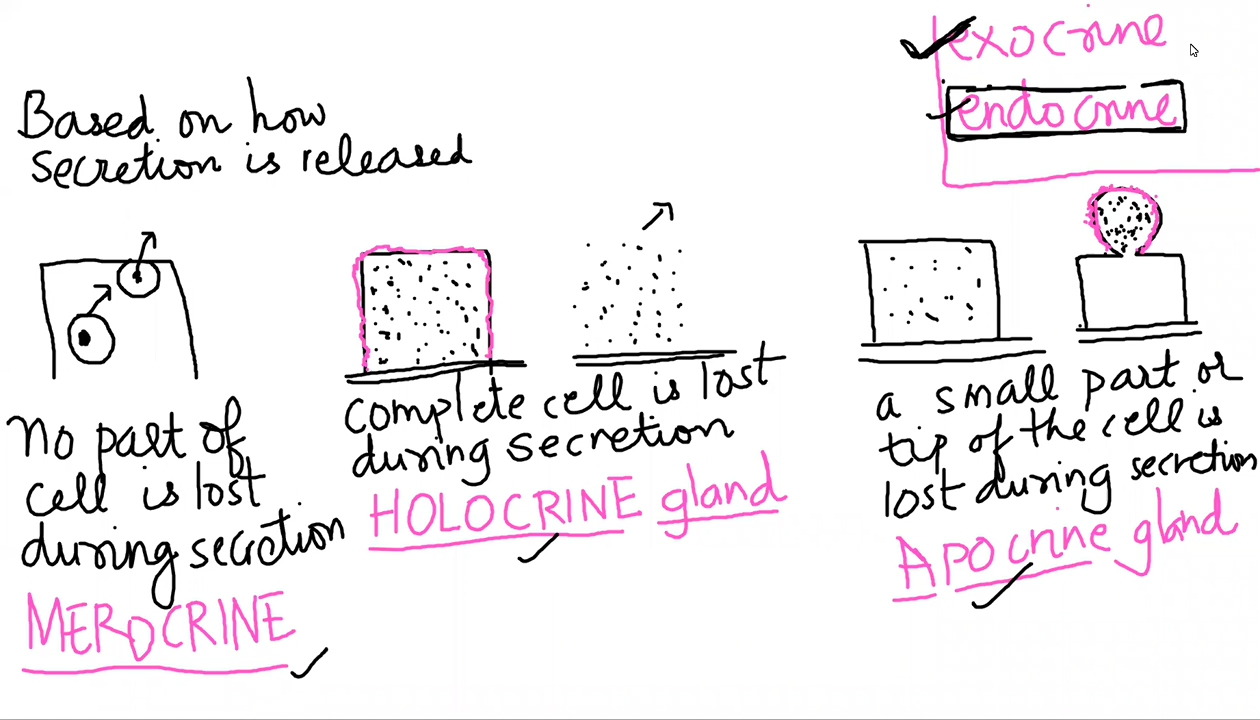 exocrine
endocrine
Based on how
secretion is released
No part of
cell is lost
during secretion
MEROCRINE
complete cell is lost
during secretion
HOLOCRINE gland
a small part or
tip of the cell is
lost during secretion
Apocrine gland